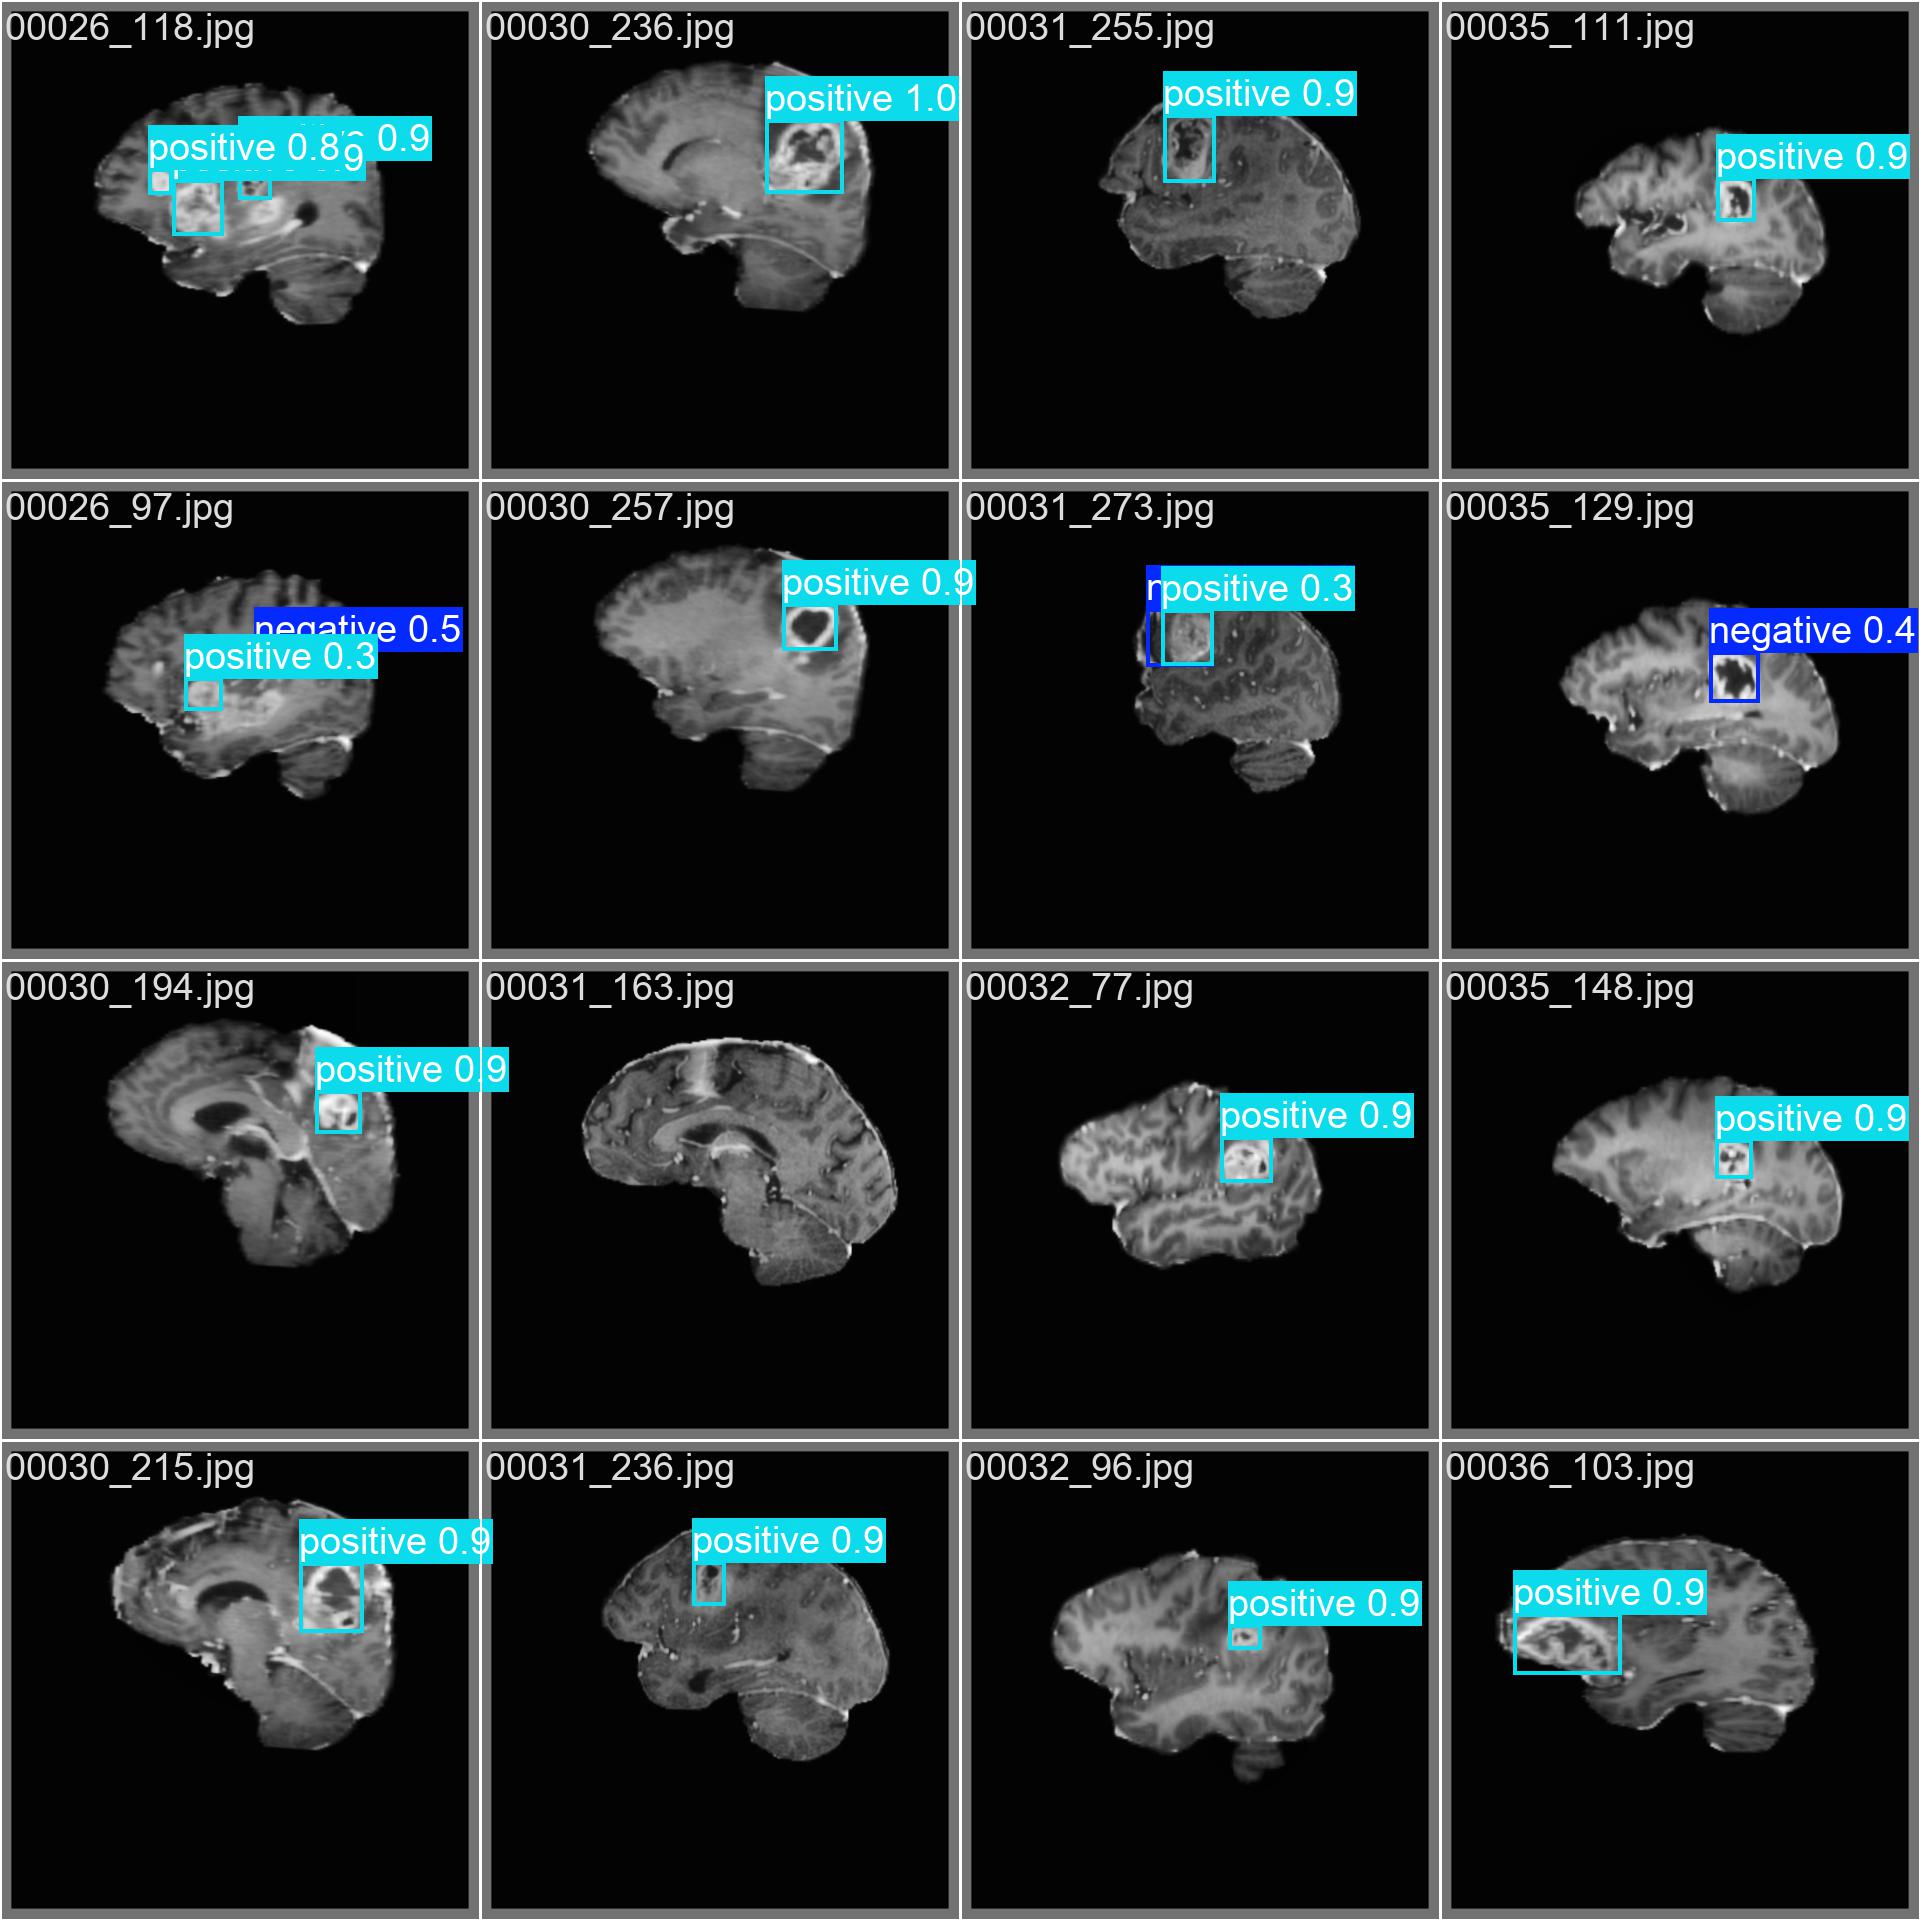 00026_118.jpg
positive 0.8
9
0.9
00030_236.jpg
positive 1.0
00031_255.jpg
positive 0.9
00035_111.jpg
positive 0.9
00026_97.jpg
negative 0.5
positive 0.3
00030_257.jpg
positive 0.9
00031_273.jpg
positive 0.3
00035_129.jpg
negative 0.4
00030_194.jpg
positive 0.9
00031_163.jpg
00032_77.jpg
positive 0.9
00035_148.jpg
positive 0.9
00030_215.jpg
positive 0.9
00031_236.jpg
positive 0.9
00032_96.jpg
positive 0.9
00036_103.jpg
positive 0.9